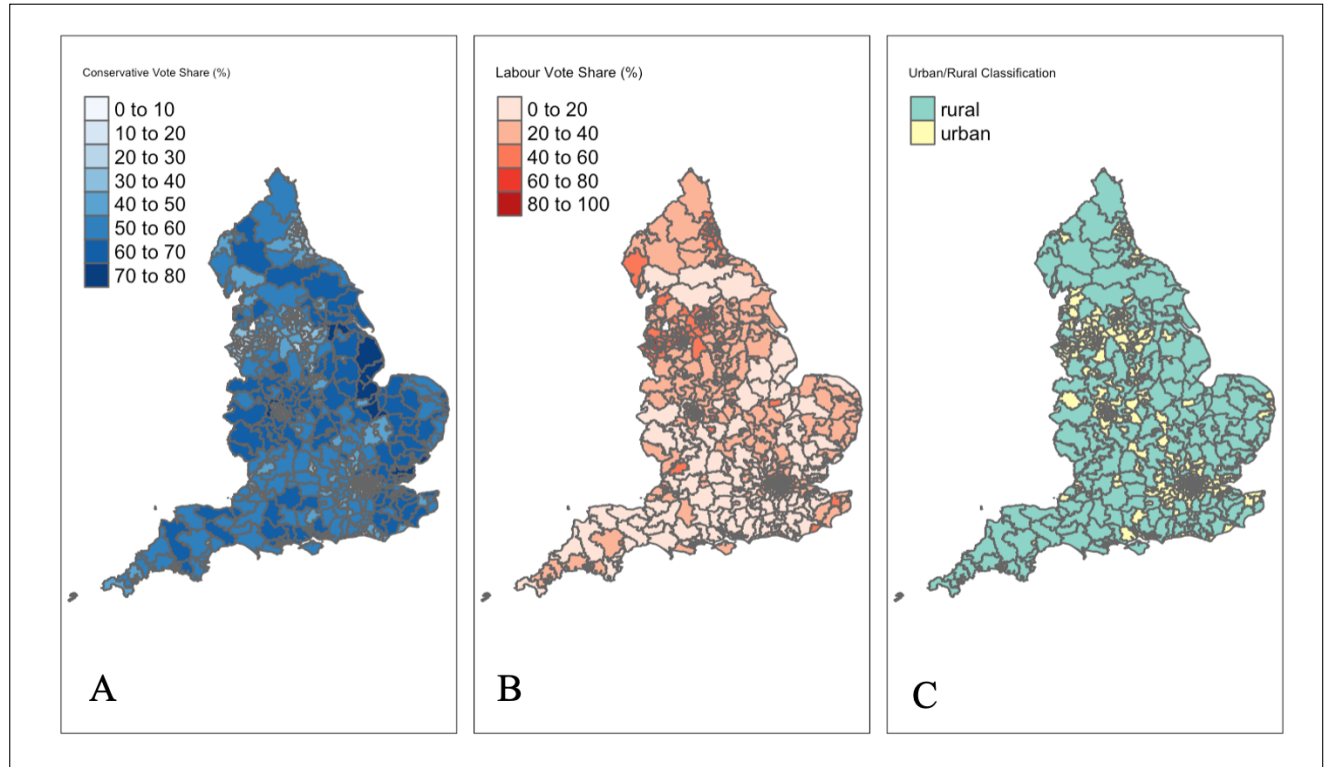 Conservative Vote Share (%)
0 to 10
10 to 20
20 to 30
30 to 40
40 to 50
50 to 60
60 to 70
70 to 80
A
Labour Vote Share (%)
0 to 20
20 to 40
40 to 60
60 to 80
80 to 100
B
Urban/Rural Classification
rural
urban
C